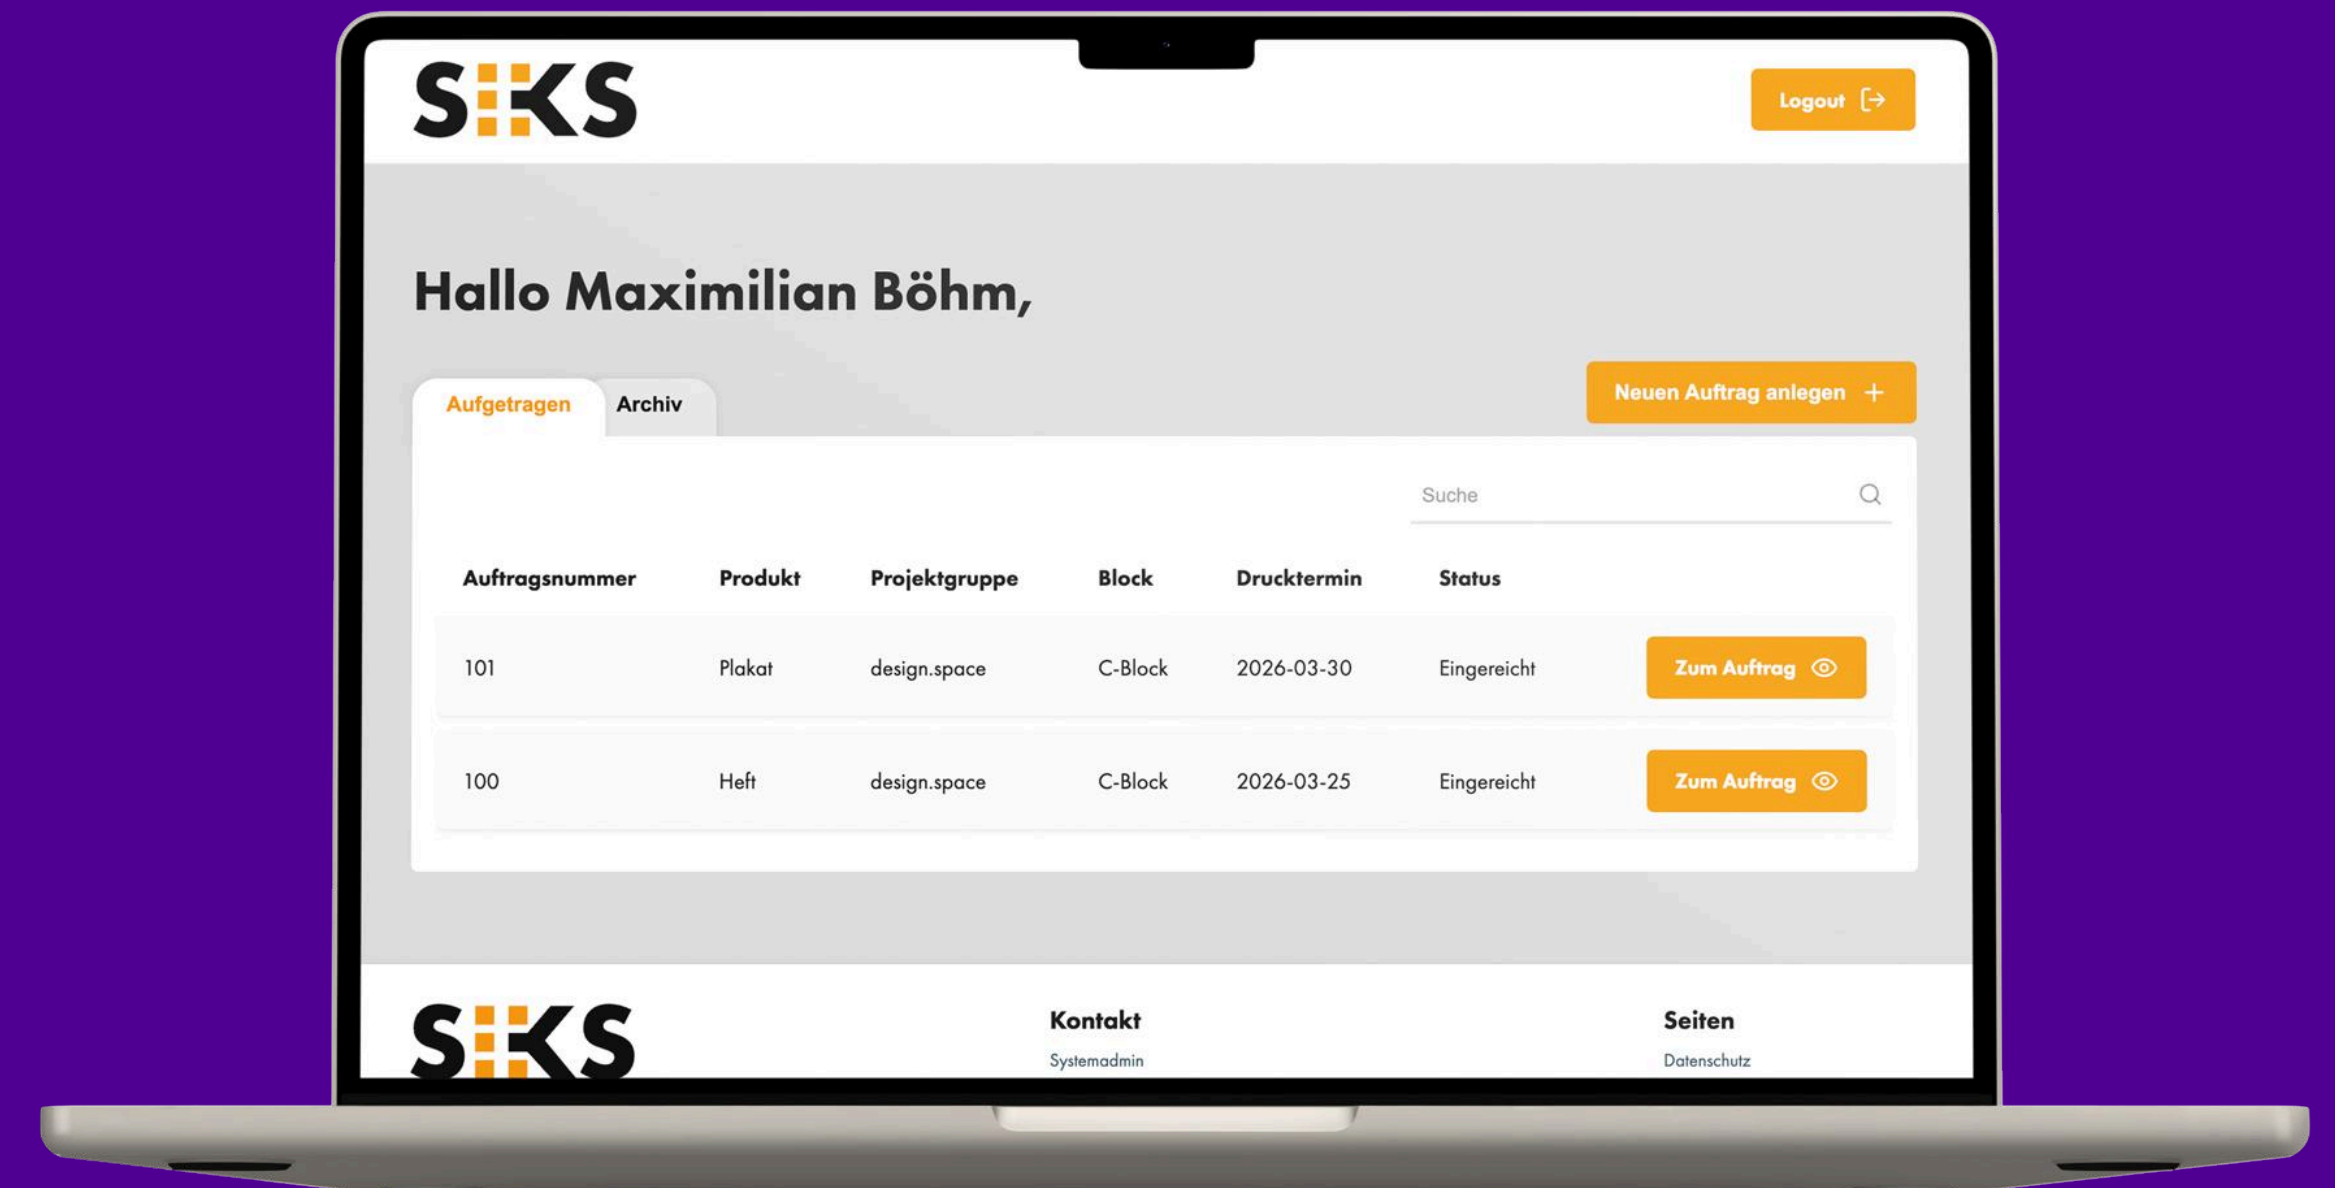 SIKS
Logout
Hallo Maximilian Böhm,
Aufgetragen Archiv
Neuen Auftrag anlegen +
Suche
Auftragsnummer Produkt Projektgruppe Block Drucktermin Status
101 Plakat design.space C-Block 2026-03-30 Eingereicht Zum Auftrag
100 Heft design.space C-Block 2026-03-25 Eingereicht Zum Auftrag
SIKS
Kontakt
Systemadmin
Seiten
Datenschutz